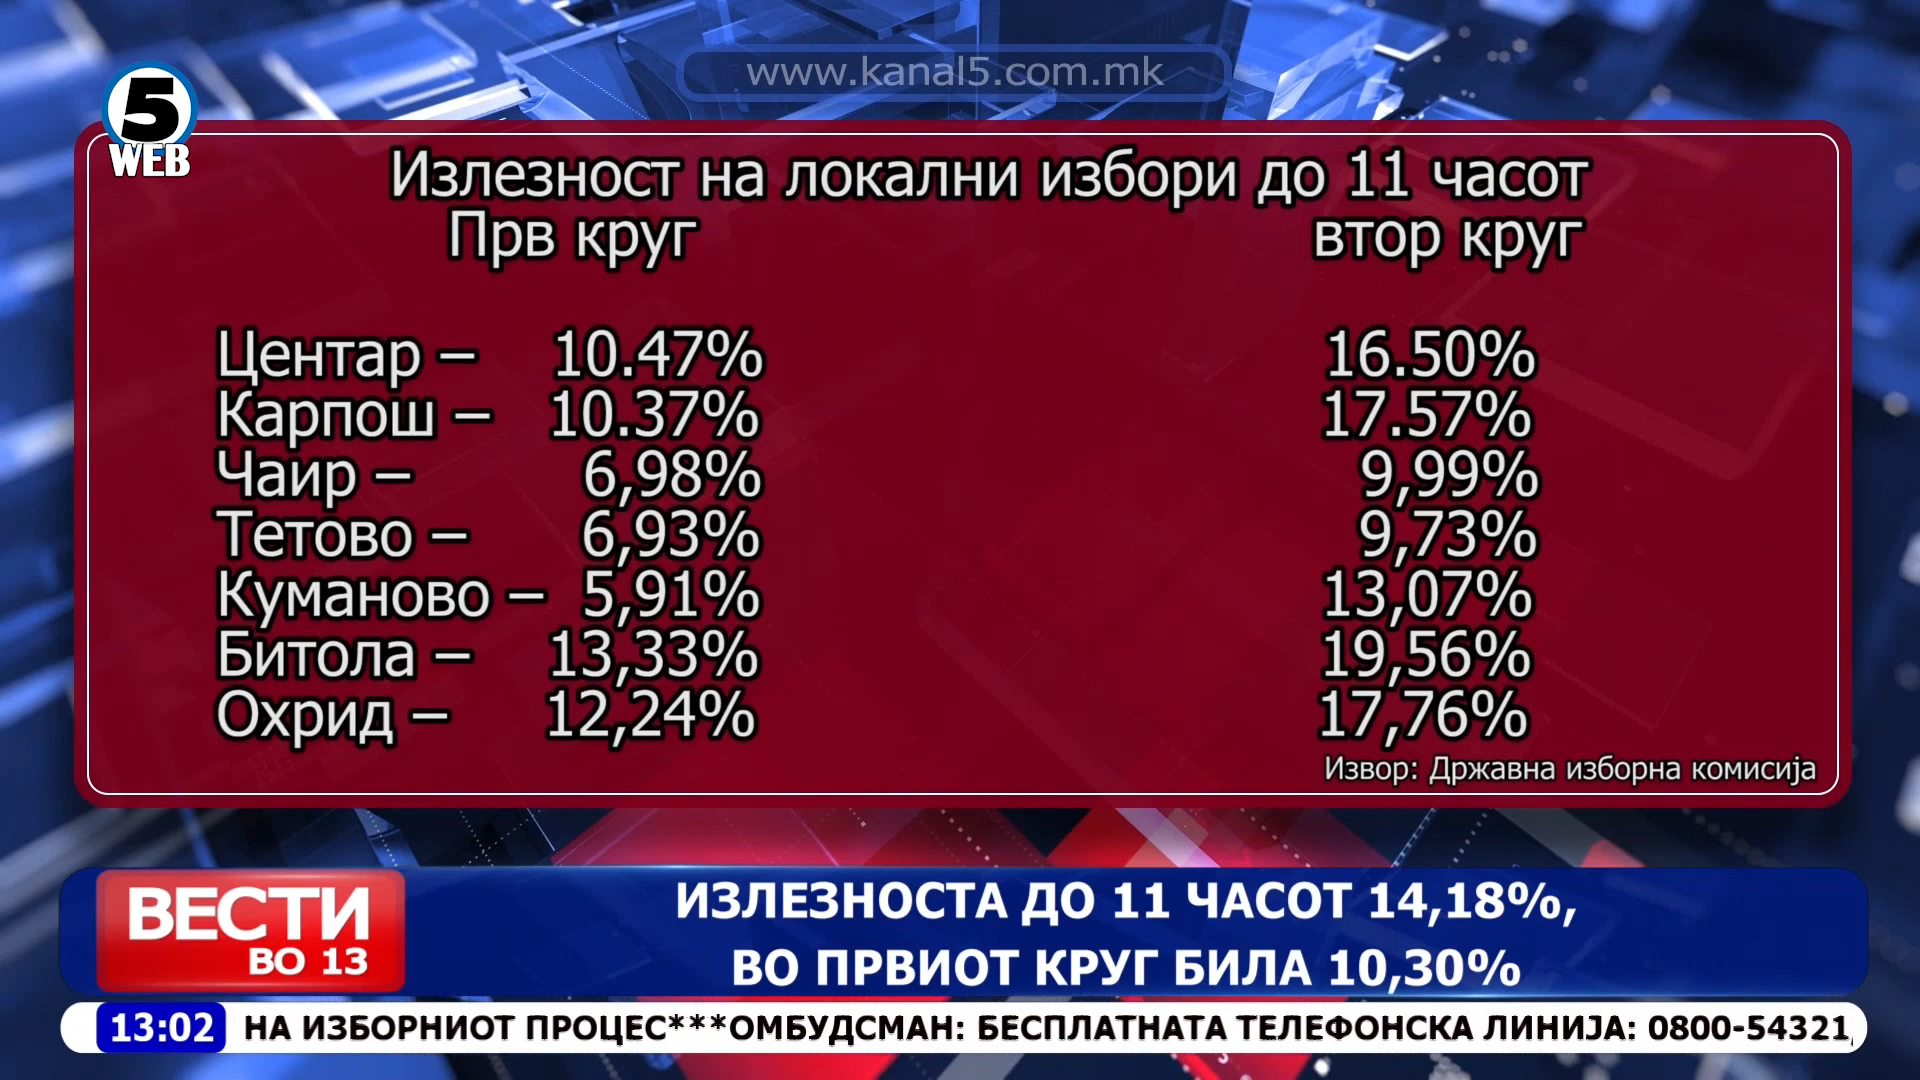 www.kanal5.com.mk
5
WEB
Излезност на локални избори до 11 часот
Прв круг втор круг
Центар – 10.47% 16.50%
Карпош – 10.37% 17.57%
Чаир – 6,98% 9,99%
Тетово – 6,93% 9,73%
Куманово – 5,91% 13,07%
Битола – 13,33% 19,56%
Охрид – 12,24% 17,76%
Извор: Државна изборна комисија
ВЕСТИ
ВО 13
ИЗЛЕЗНОСТА ДО 11 ЧАСОТ 14,18%,
ВО ПРВИОТ КРУГ БИЛА 10,30%
13:02 НА ИЗБОРНИОТ ПРОЦЕС***ОМБУДСМАН: БЕСПЛАТНАТА ТЕЛЕФОНСКА ЛИНИЈА: 0800-54321,